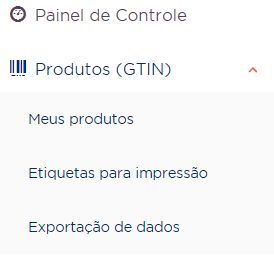 Painel de Controle
Produtos (GTIN)
Meus produtos
Etiquetas para impressão
Exportação de dados